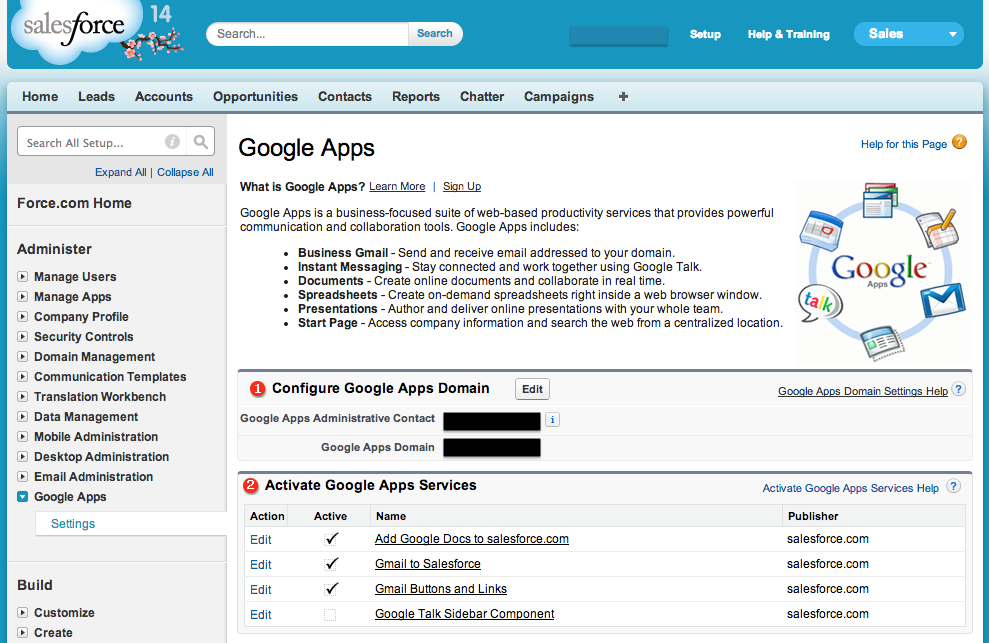 salesforce 14
Search...
Search
Setup
Help & Training
Sales
Home Leads Accounts Opportunities Contacts Reports Chatter Campaigns +
Search All Setup...
Expand All | Collapse All
Force.com Home
Administer
Manage Users
Manage Apps
Company Profile
Security Controls
Domain Management
Communication Templates
Translation Workbench
Data Management
Mobile Administration
Desktop Administration
Email Administration
Google Apps
Settings
Build
Customize
Create
Google Apps
Help for this Page ?
What is Google Apps? Learn More | Sign Up
Google Apps is a business-focused suite of web-based productivity services that provides powerful
communication and collaboration tools. Google Apps includes:
• Business Gmail - Send and receive email addressed to your domain.
• Instant Messaging - Stay connected and work together using Google Talk.
• Documents - Create online documents and collaborate in real time.
• Spreadsheets - Create on-demand spreadsheets right inside a web browser window.
• Presentations - Author and deliver online presentations with your whole team.
• Start Page - Access company information and search the web from a centralized location.
Google™
Apps
talk
1 Configure Google Apps Domain Edit
Google Apps Domain Settings Help ?
Google Apps Administrative Contact i
Google Apps Domain
2 Activate Google Apps Services
Activate Google Apps Services Help ?
Action Active Name Publisher
Edit ✓ Add Google Docs to salesforce.com salesforce.com
Edit ✓ Gmail to Salesforce salesforce.com
Edit ✓ Gmail Buttons and Links salesforce.com
Edit Google Talk Sidebar Component salesforce.com